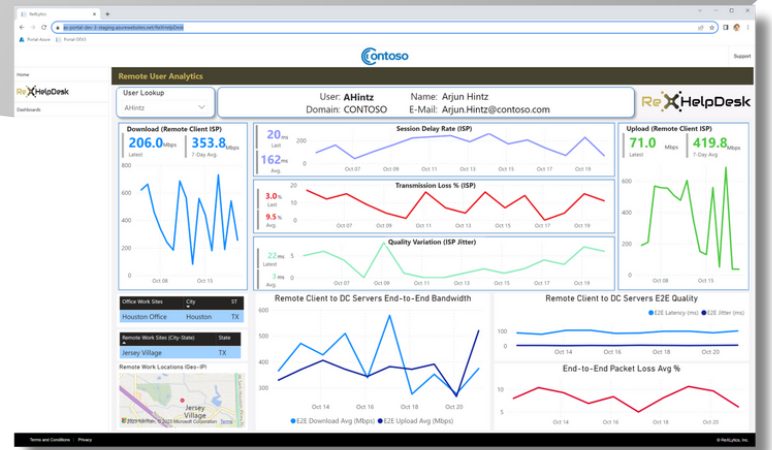 RetLytics
Portal Azure
Portal-DEV2
Contoso
Support
Home
Remote User Analytics
Re HelpDesk
Dashboards
User Lookup
AHintz
User: AHintz Name: Arjun Hintz
Domain: CONTOSO E-Mail: Arjun.Hintz@contoso.com
Re HelpDesk
Download (Remote Client ISP)
206.0 Mbps 353.8 Mbps
Latest 7-Day Avg.
800
600
400
200
0
Oct 08 Oct 15
Session Delay Rate (ISP)
20 ms
Last
162 ms
Avg.
200
0
Oct 07 Oct 09 Oct 11 Oct 13 Oct 15 Oct 17 Oct 19
Transmission Loss % (ISP)
3.0 %
Last
9.5 %
Avg.
20
10
0
Oct 07 Oct 09 Oct 11 Oct 13 Oct 15 Oct 17 Oct 19
Quality Variation (ISP Jitter)
22 ms
Latest
3 ms
Avg.
5
0
Oct 07 Oct 09 Oct 11 Oct 13 Oct 15 Oct 17 Oct 19
Upload (Remote Client ISP)
71.0 Mbps 419.8 Mbps
Latest 7-Day Avg.
600
400
200
0
Oct 08 Oct 15
Office Work Sites City ST
Houston Office Houston TX
Remote Work Sites (City-State) State
Jersey Village TX
Remote Work Locations (Geo-IP)
Jersey
Village
Microsoft Corporation Terms
Remote Client to DC Servers End-to-End Bandwidth
600
500
400
300
Oct 14 Oct 16 Oct 18 Oct 20
E2E Download Avg (Mbps) E2E Upload Avg (Mbps)
Remote Client to DC Servers E2E Quality
E2E Latency (ms) E2E Jitter (ms)
100
0
Oct 14 Oct 16 Oct 18 Oct 20
End-to-End Packet Loss Avg %
10
5
Oct 14 Oct 16 Oct 18 Oct 20
Terms and Conditions | Privacy